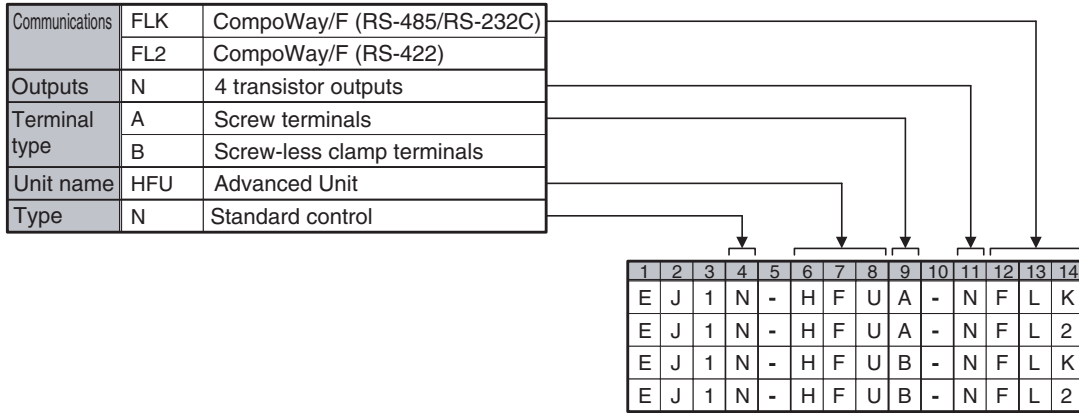 Communications FLK CompoWay/F (RS-485/RS-232C)
FL2 CompoWay/F (RS-422)
Outputs N 4 transistor outputs
Terminal type A Screw terminals
B Screw-less clamp terminals
Unit name HFU Advanced Unit
Type N Standard control
1 2 3 4 5 6 7 8 9 10 11 12 13 14
E J 1 N - H F U A - N F L K
E J 1 N - H F U A - N F L 2
E J 1 N - H F U B - N F L K
E J 1 N - H F U B - N F L 2